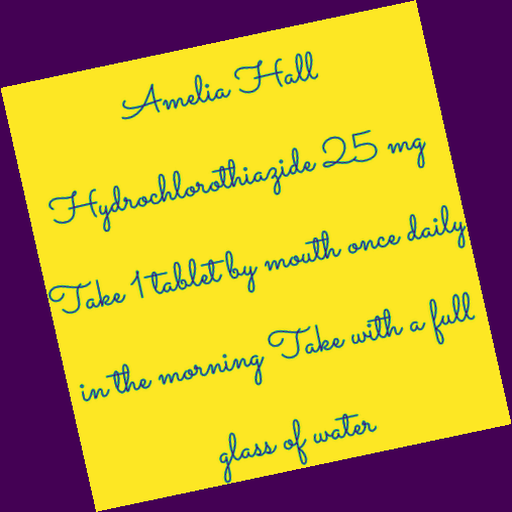 Amelia Hall
Hydrochlorothiazide 25 mg
Take 1 tablet by mouth once daily
in the morning Take with a full
glass of water